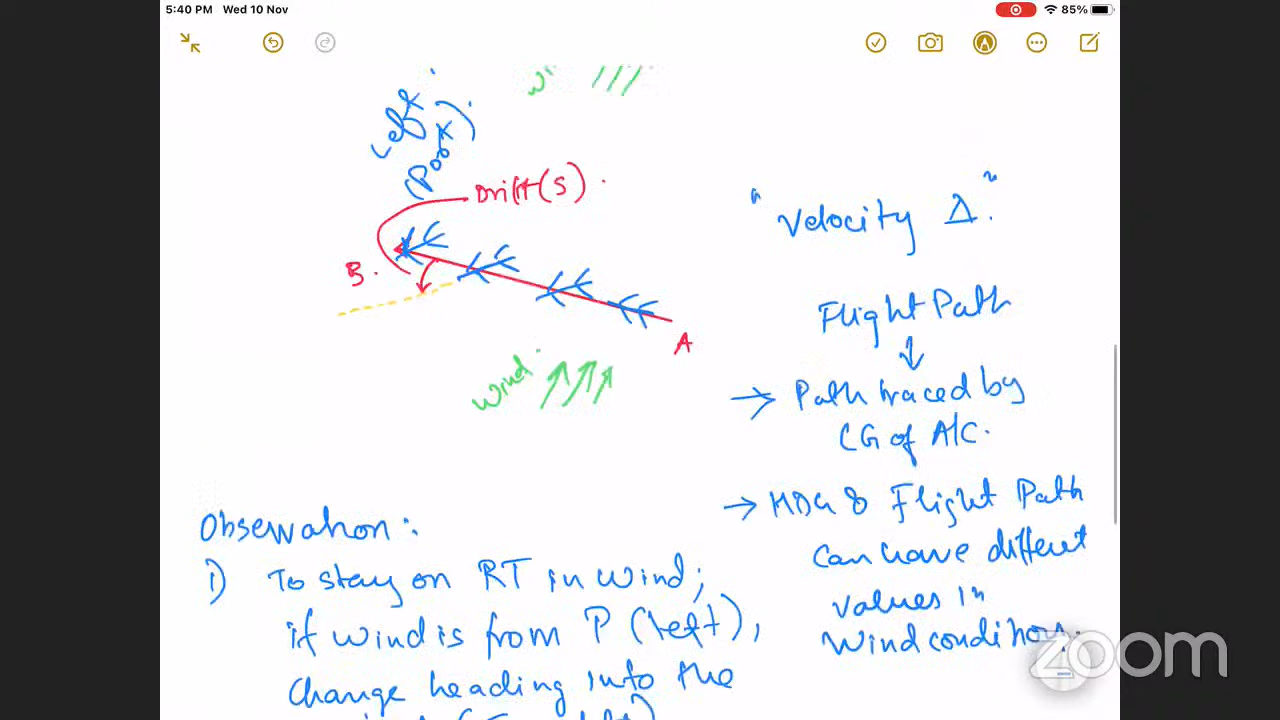 5:40 PM Wed 10 Nov
85%
wi
(left)
(Port)
Drift(S).
B.
A
wind.
"Velocity Δ."
Flight Path
↓
→ Path traced by
CG of A/C.
→ HDG & Flight Path
can have different
values in
wind conditions.
Observation:
1) To stay on RT in wind;
if wind is from P (left),
change heading into the
zoom